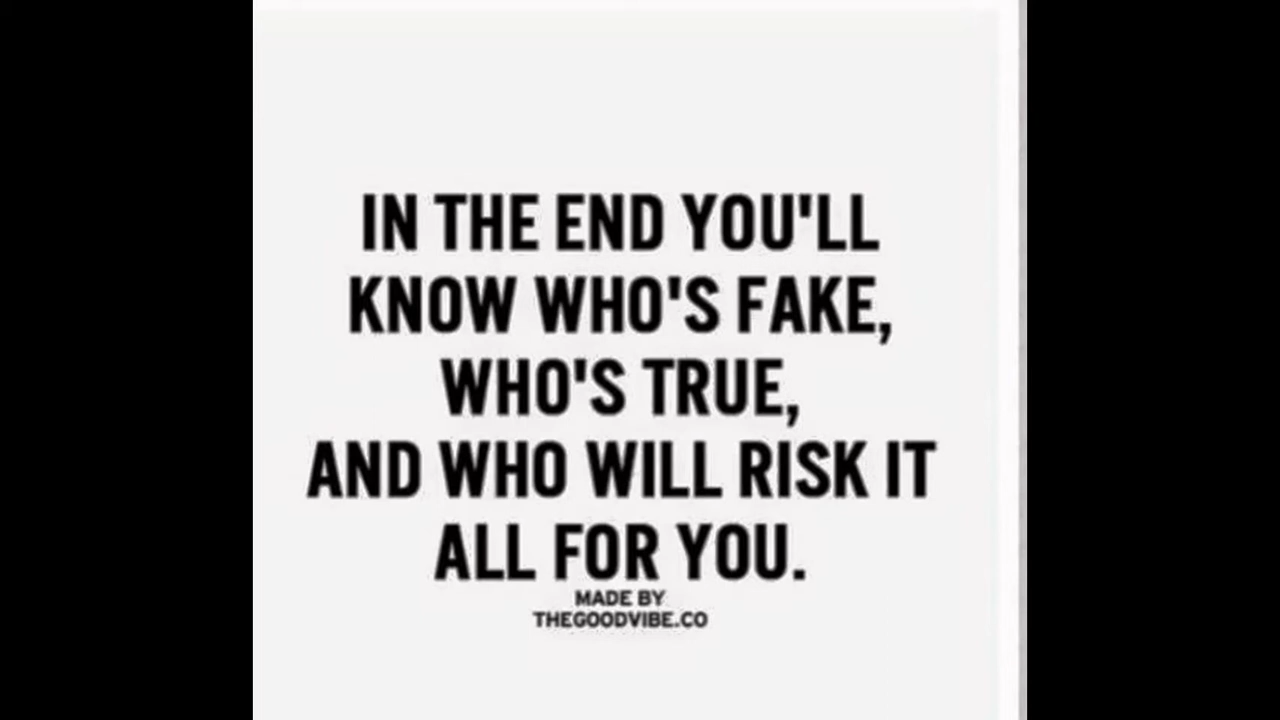 IN THE END YOU'LL
KNOW WHO'S FAKE,
WHO'S TRUE,
AND WHO WILL RISK IT
ALL FOR YOU.
MADE BY
THEGOODVIBE.CO